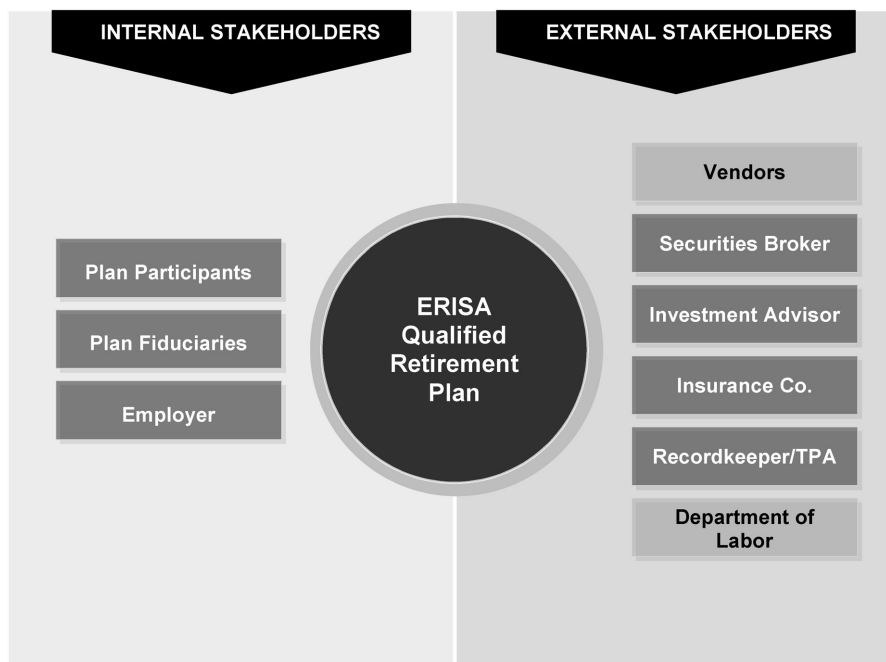 INTERNAL STAKEHOLDERS
EXTERNAL STAKEHOLDERS
Plan Participants
Plan Fiduciaries
Employer
ERISA
Qualified
Retirement
Plan
Vendors
Securities Broker
Investment Advisor
Insurance Co.
Recordkeeper/TPA
Department of
Labor